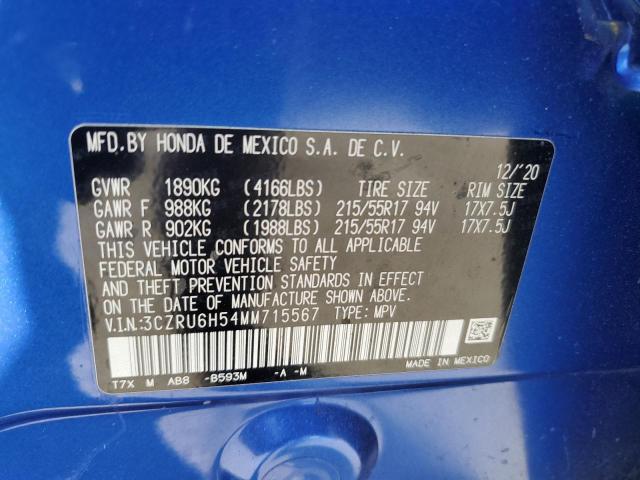 MFD.BY HONDA DE MEXICO S.A. DE C.V.
12/'20
GVWR 1890KG (4166LBS) TIRE SIZE RIM SIZE
GAWR F 988KG (2178LBS) 215/55R17 94V 17X7.5J
GAWR R 902KG (1988LBS) 215/55R17 94V 17X7.5J
THIS VEHICLE CONFORMS TO ALL APPLICABLE
FEDERAL MOTOR VEHICLE SAFETY
AND THEFT PREVENTION STANDARDS IN EFFECT
ON THE DATE OF MANUFACTURE SHOWN ABOVE.
V.I.N.:3CZRU6H54MM715567 TYPE: MPV
T7X M AB8 -B593M -A -M
MADE IN MEXICO